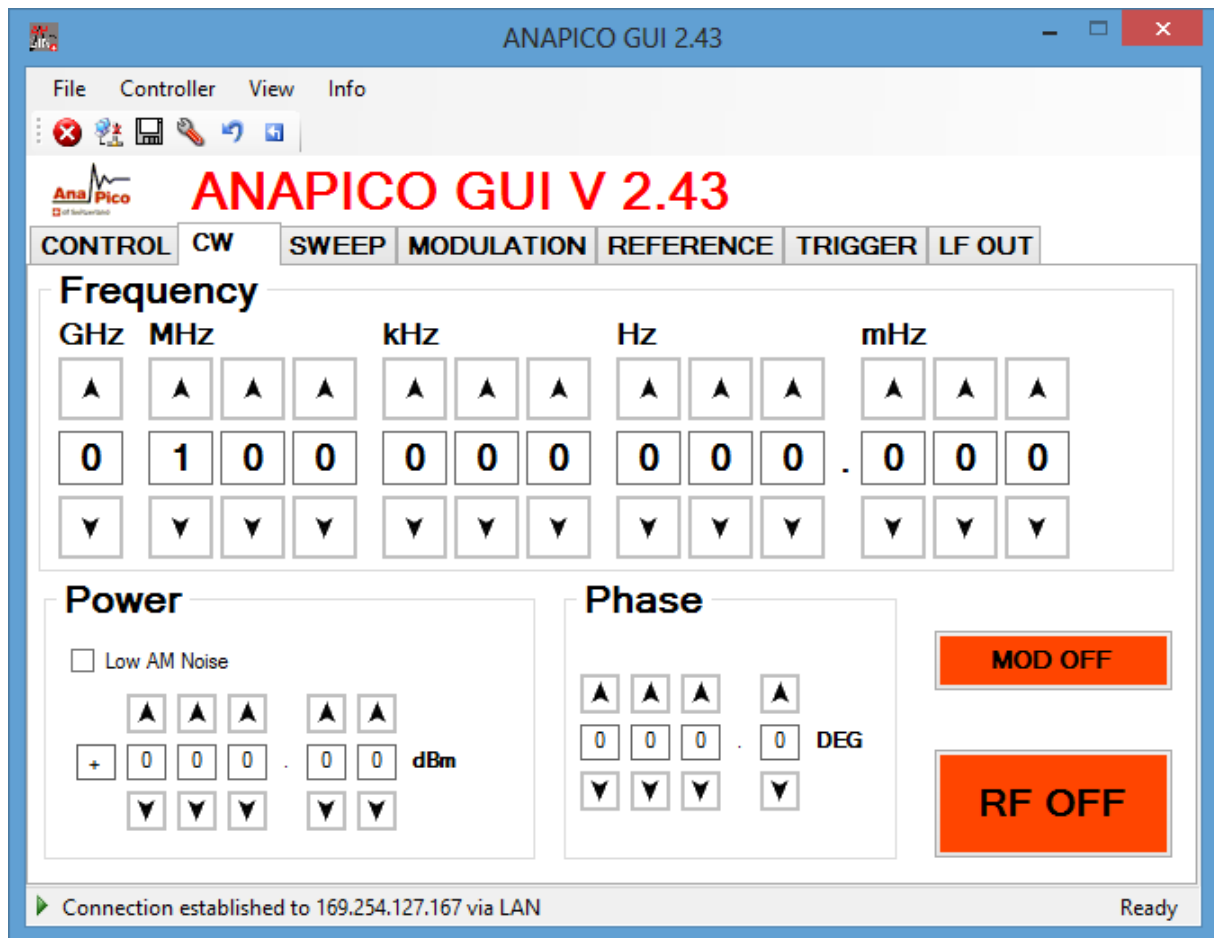 ANAPICO GUI 2.43
File Controller View Info
AnaPico
ANAPICO GUI V 2.43
CONTROL CW SWEEP MODULATION REFERENCE TRIGGER LF OUT
Frequency
GHz MHz kHz Hz mHz
0 1 0 0 0 0 0 0 0 0 . 0 0 0
Power
Low AM Noise
+ 0 0 0 . 0 0 dBm
Phase
0 0 0 . 0 DEG
MOD OFF
RF OFF
Connection established to 169.254.127.167 via LAN
Ready